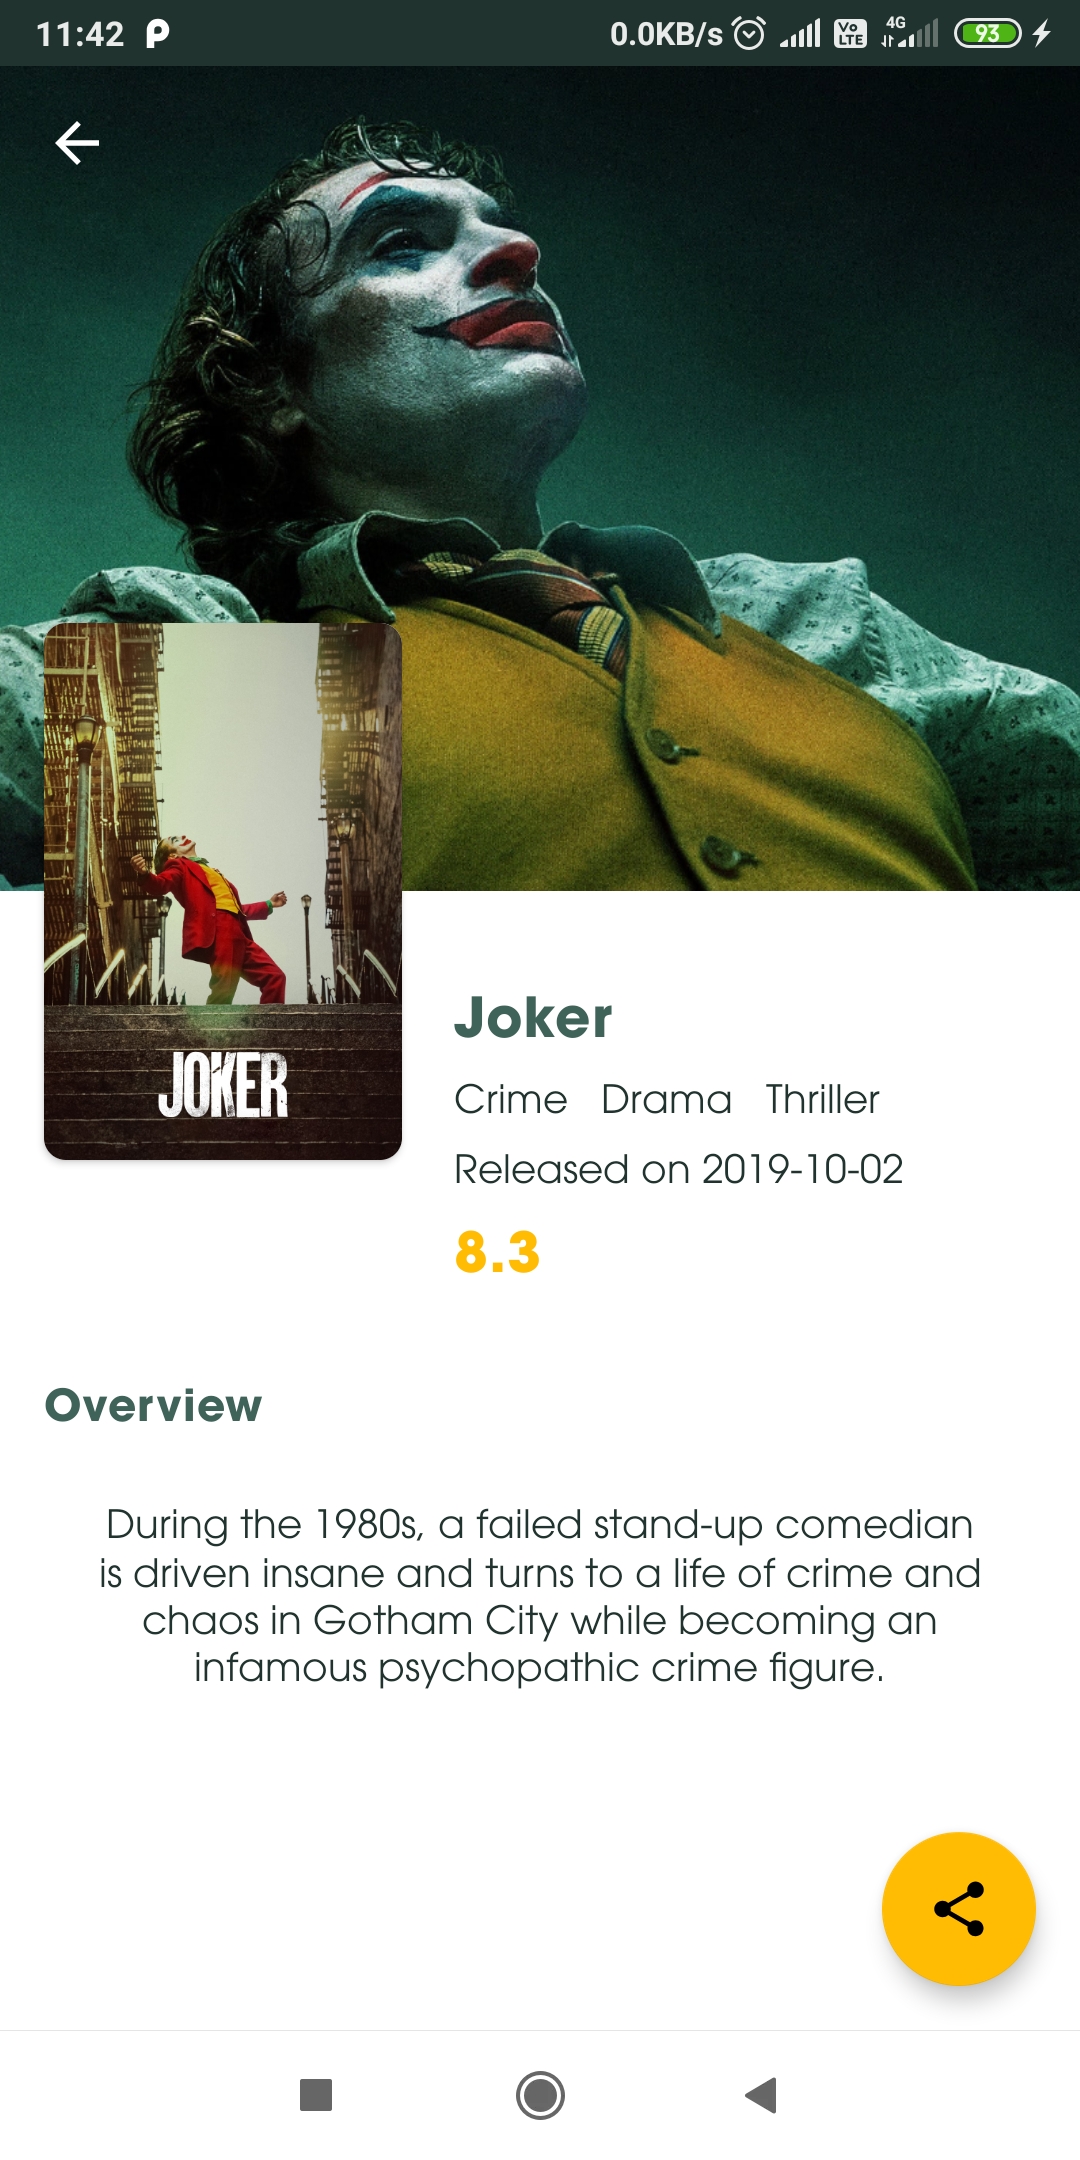 11:42 P 0.0KB/s Vo LTE 4G 93
JOKER
Joker
Crime Drama Thriller
Released on 2019-10-02
8.3
Overview
During the 1980s, a failed stand-up comedian
is driven insane and turns to a life of crime and
chaos in Gotham City while becoming an
infamous psychopathic crime figure.